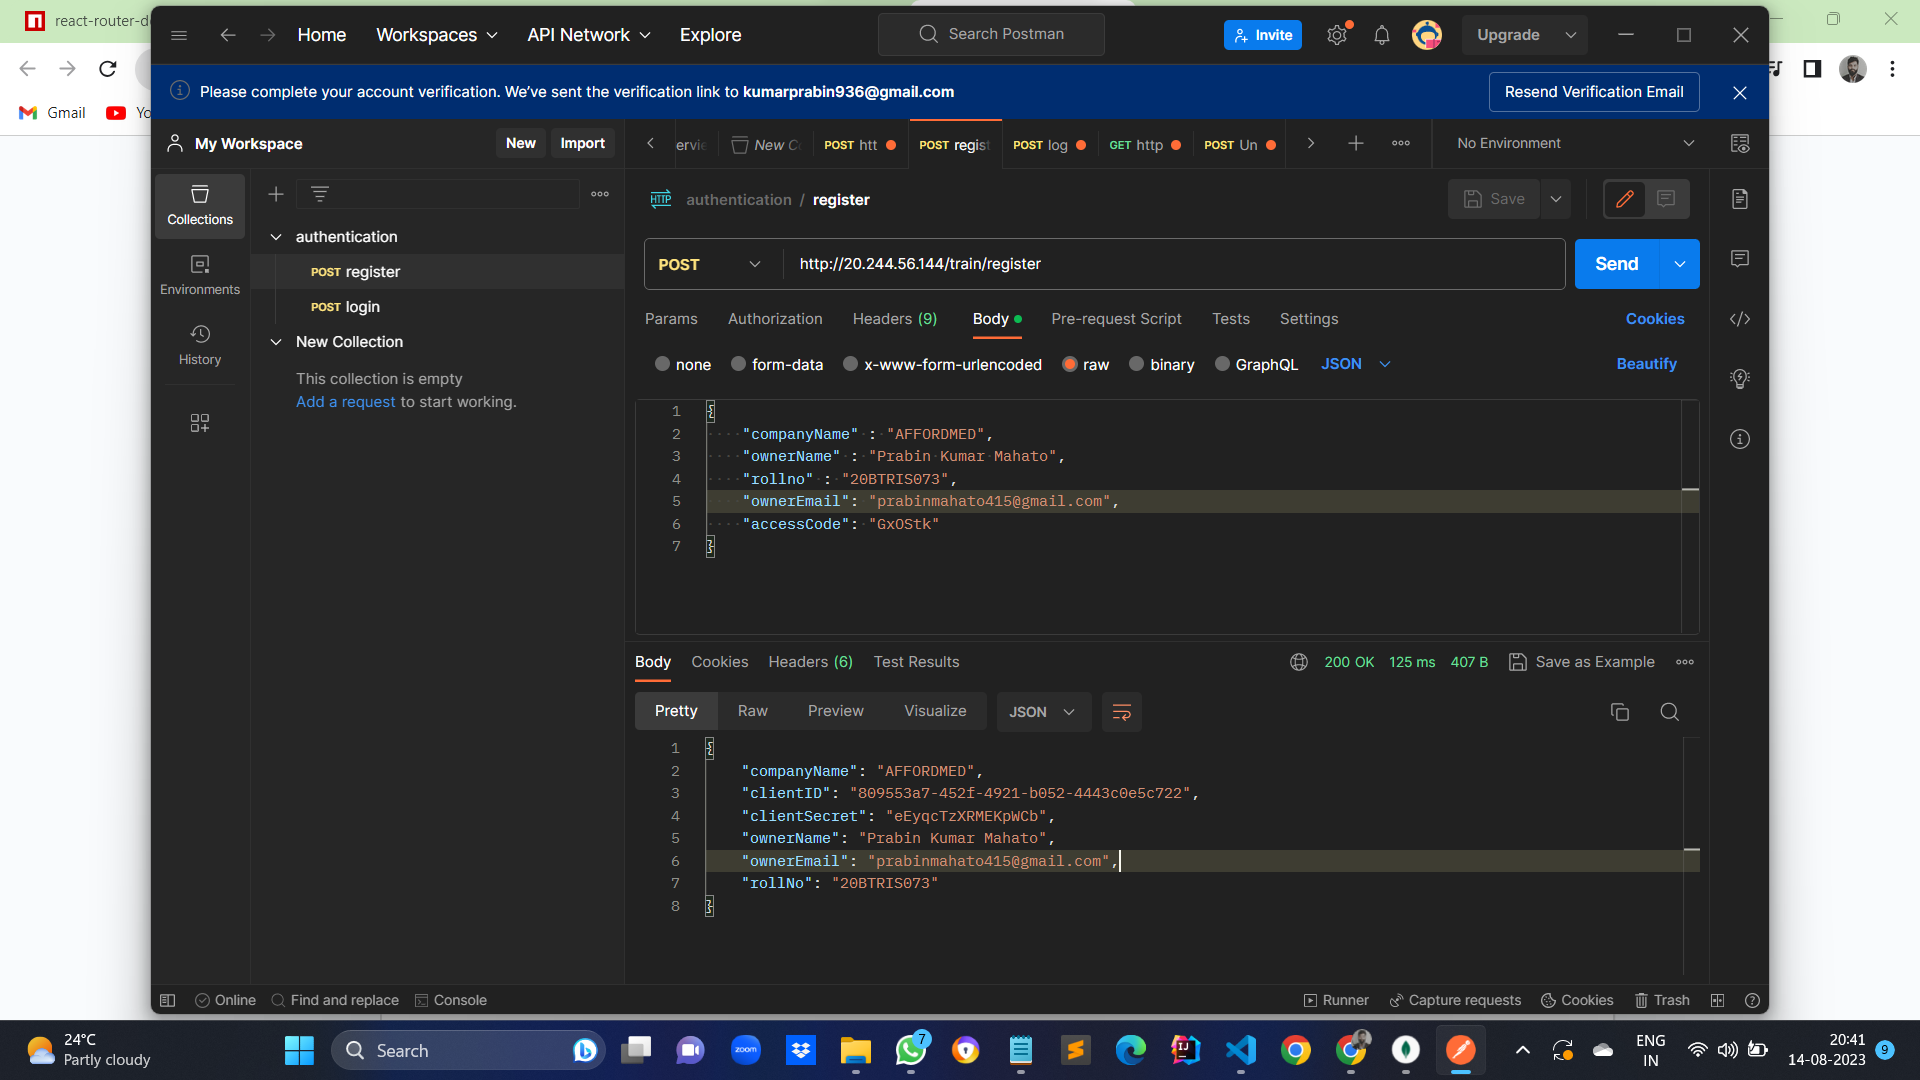 react-router-d
Home
Workspaces
API Network
Explore
Search Postman
Invite
Upgrade
Gmail
Yo
Please complete your account verification. We've sent the verification link to kumarprabin936@gmail.com
Resend Verification Email
My Workspace
New
Import
ervie
New C
POST htt
POST regist
POST log
GET http
POST Un
No Environment
Collections
Environments
History
authentication
POST register
POST login
New Collection
This collection is empty
Add a request to start working.
HTTP
authentication / register
Save
POST
http://20.244.56.144/train/register
Send
Params
Authorization
Headers (9)
Body
Pre-request Script
Tests
Settings
Cookies
none
form-data
x-www-form-urlencoded
raw
binary
GraphQL
JSON
Beautify
1 {
2 "companyName" : "AFFORDMED",
3 "ownerName" : "Prabin Kumar Mahato",
4 "rollno" : "20BTRIS073",
5 "ownerEmail": "prabinmahato415@gmail.com",
6 "accessCode": "GxOStk"
7 }
Body
Cookies
Headers (6)
Test Results
200 OK
125 ms
407 B
Save as Example
Pretty
Raw
Preview
Visualize
JSON
1 {
2 "companyName": "AFFORDMED",
3 "clientID": "809553a7-452f-4921-b052-4443c0e5c722",
4 "clientSecret": "eEyqcTzXRMEKpWCb",
5 "ownerName": "Prabin Kumar Mahato",
6 "ownerEmail": "prabinmahato415@gmail.com",
7 "rollNo": "20BTRIS073"
8 }
Online
Find and replace
Console
Runner
Capture requests
Cookies
Trash
24°C
Partly cloudy
Search
zoom
7
IJ
ENG
IN
20:41
14-08-2023
9